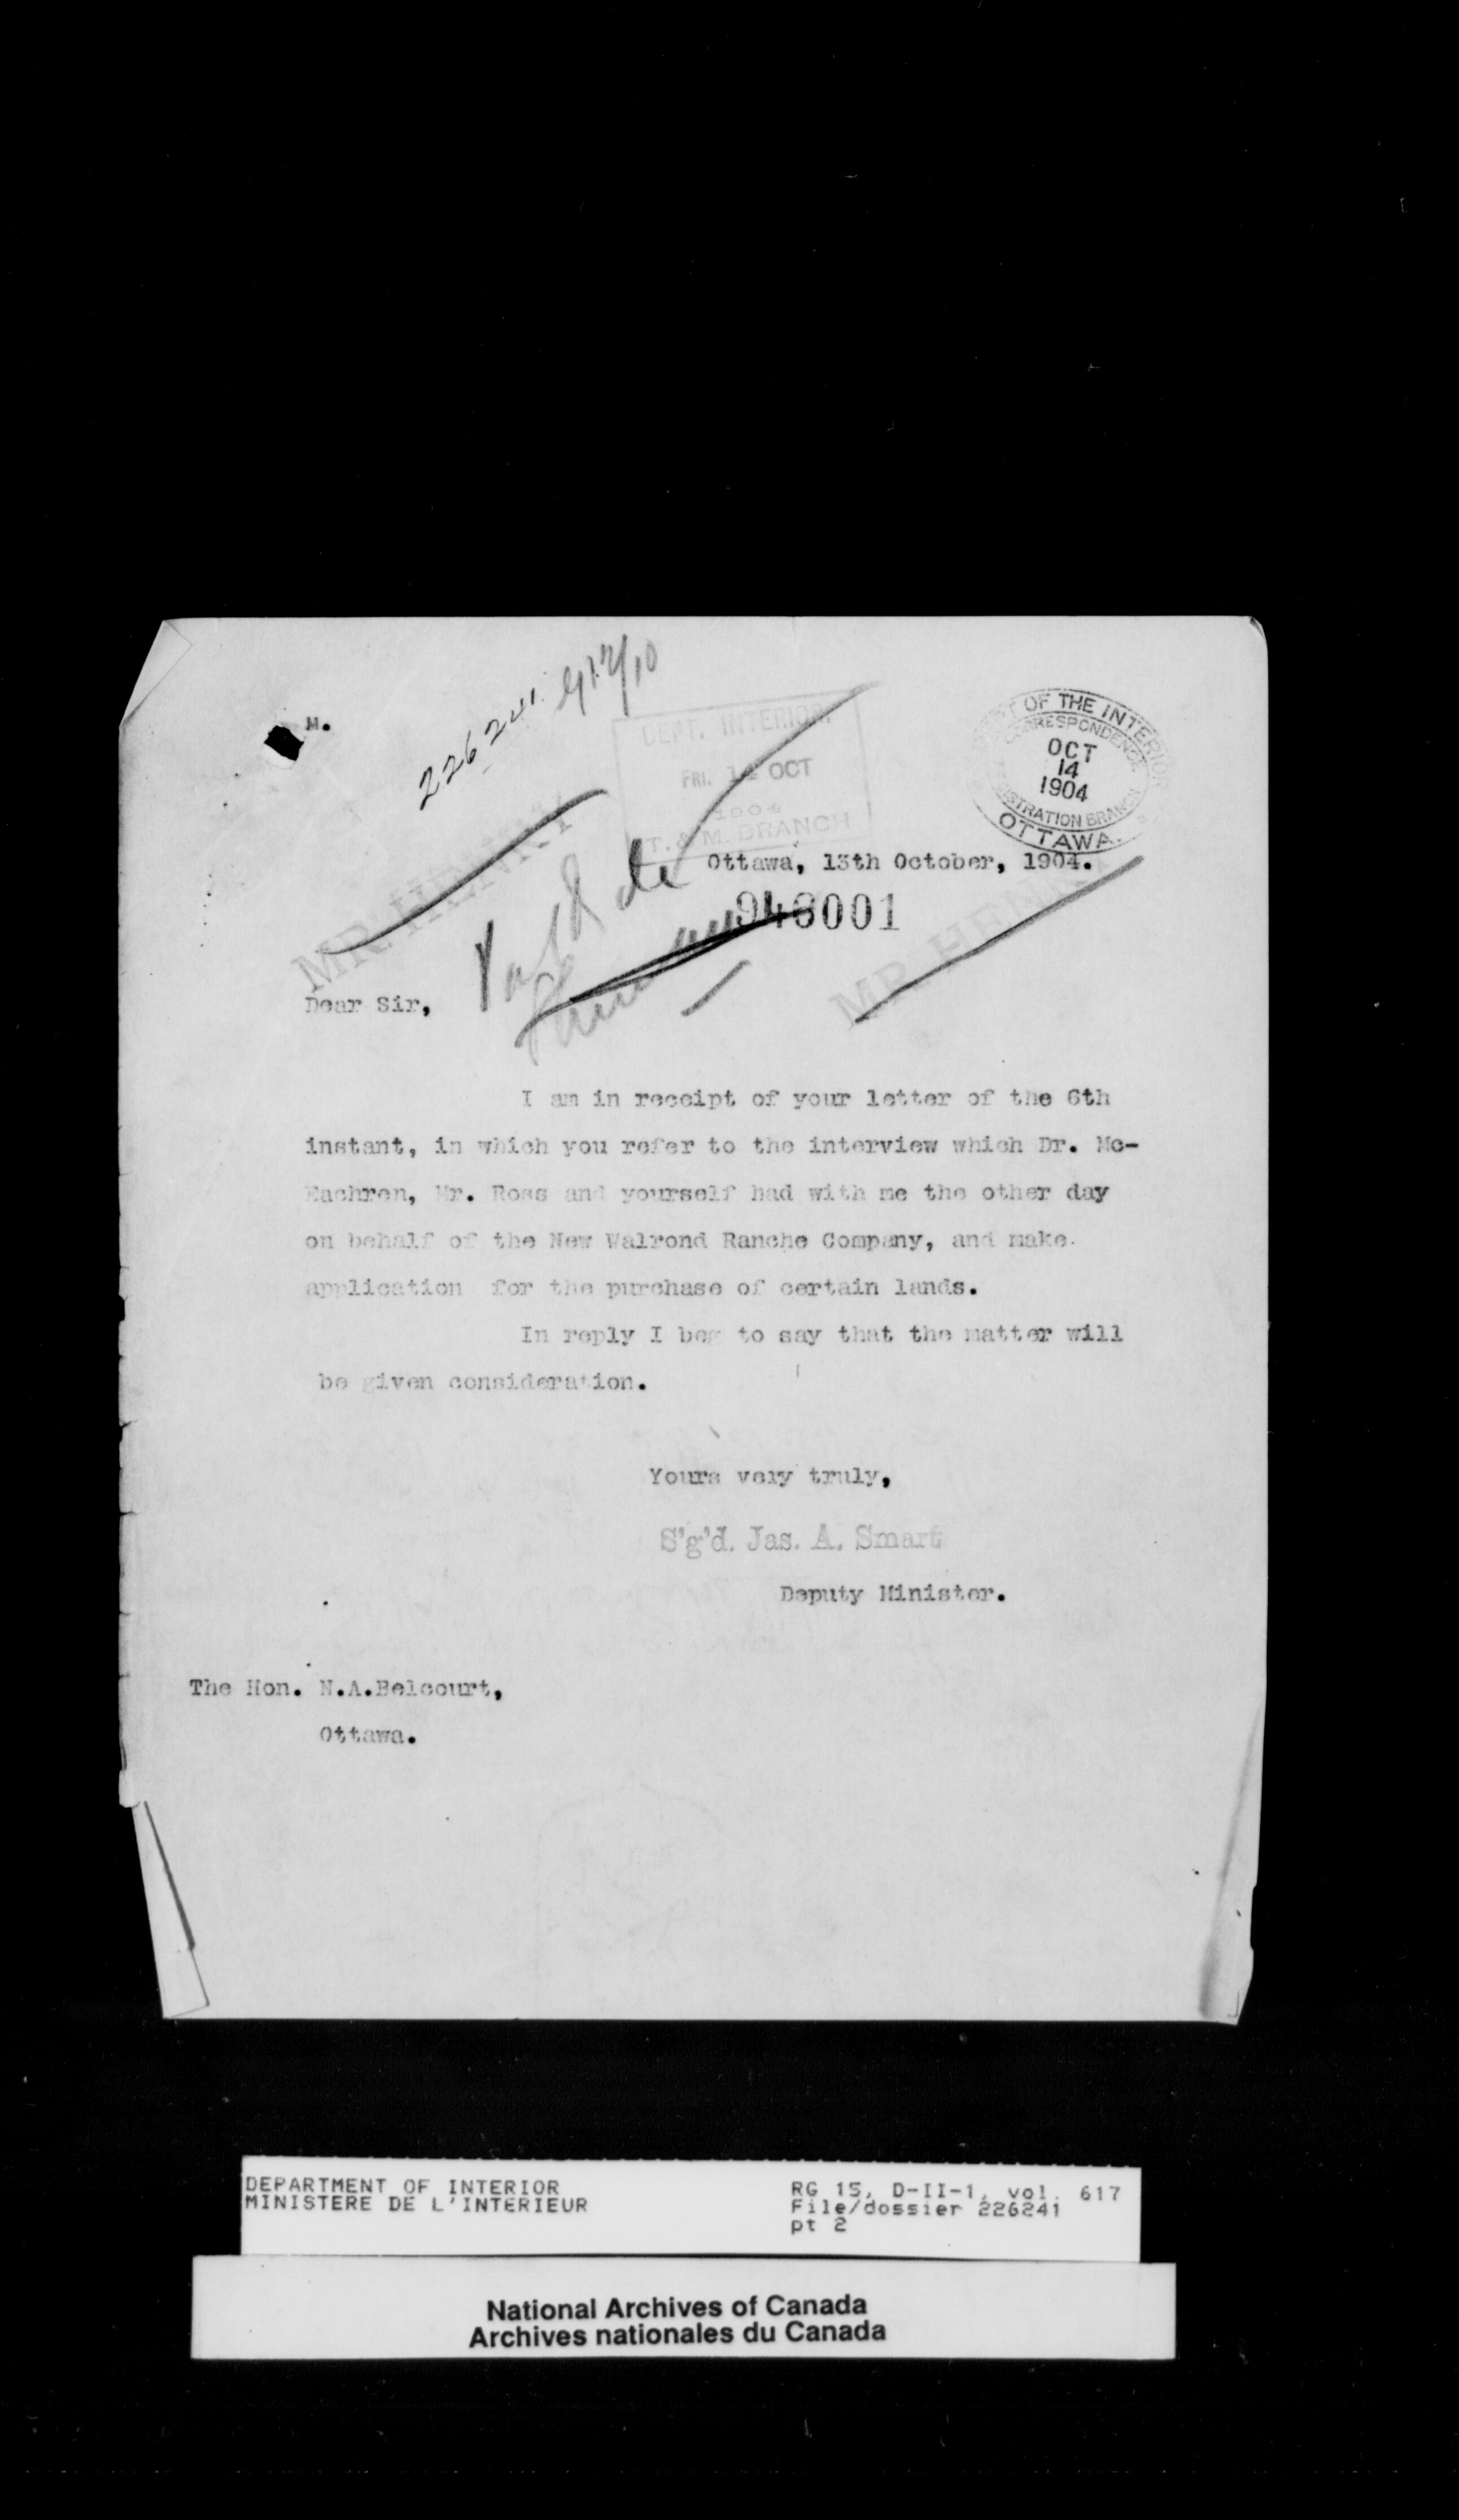 226241
M.
DEPT. INTERIOR
FRI. 14 OCT
1904
T. & M. BRANCH
OF THE INTERIOR
CORRESPONDENCE
OCT
14
1904
REGISTRATION BRANCH
OTTAWA.
MR HENRY
Ottawa, 13th October, 1904.
948001
MR HENRY
Dear Sir,
I am in receipt of your letter of the 6th
instant, in which you refer to the interview which Dr. Mc-
Eachren, Mr. Ross and yourself had with me the other day
on behalf of the New Walrond Ranche Company, and make
application for the purchase of certain lands.
In reply I beg to say that the matter will
be given consideration.
Yours very truly,
S'g'd. Jas. A. Smart
Deputy Minister.
The Hon. N.A.Belcourt,
Ottawa.
DEPARTMENT OF INTERIOR
MINISTERE DE L'INTERIEUR
RG 15, D-II-1, vol. 617
File/dossier 226241
pt 2
National Archives of Canada
Archives nationales du Canada